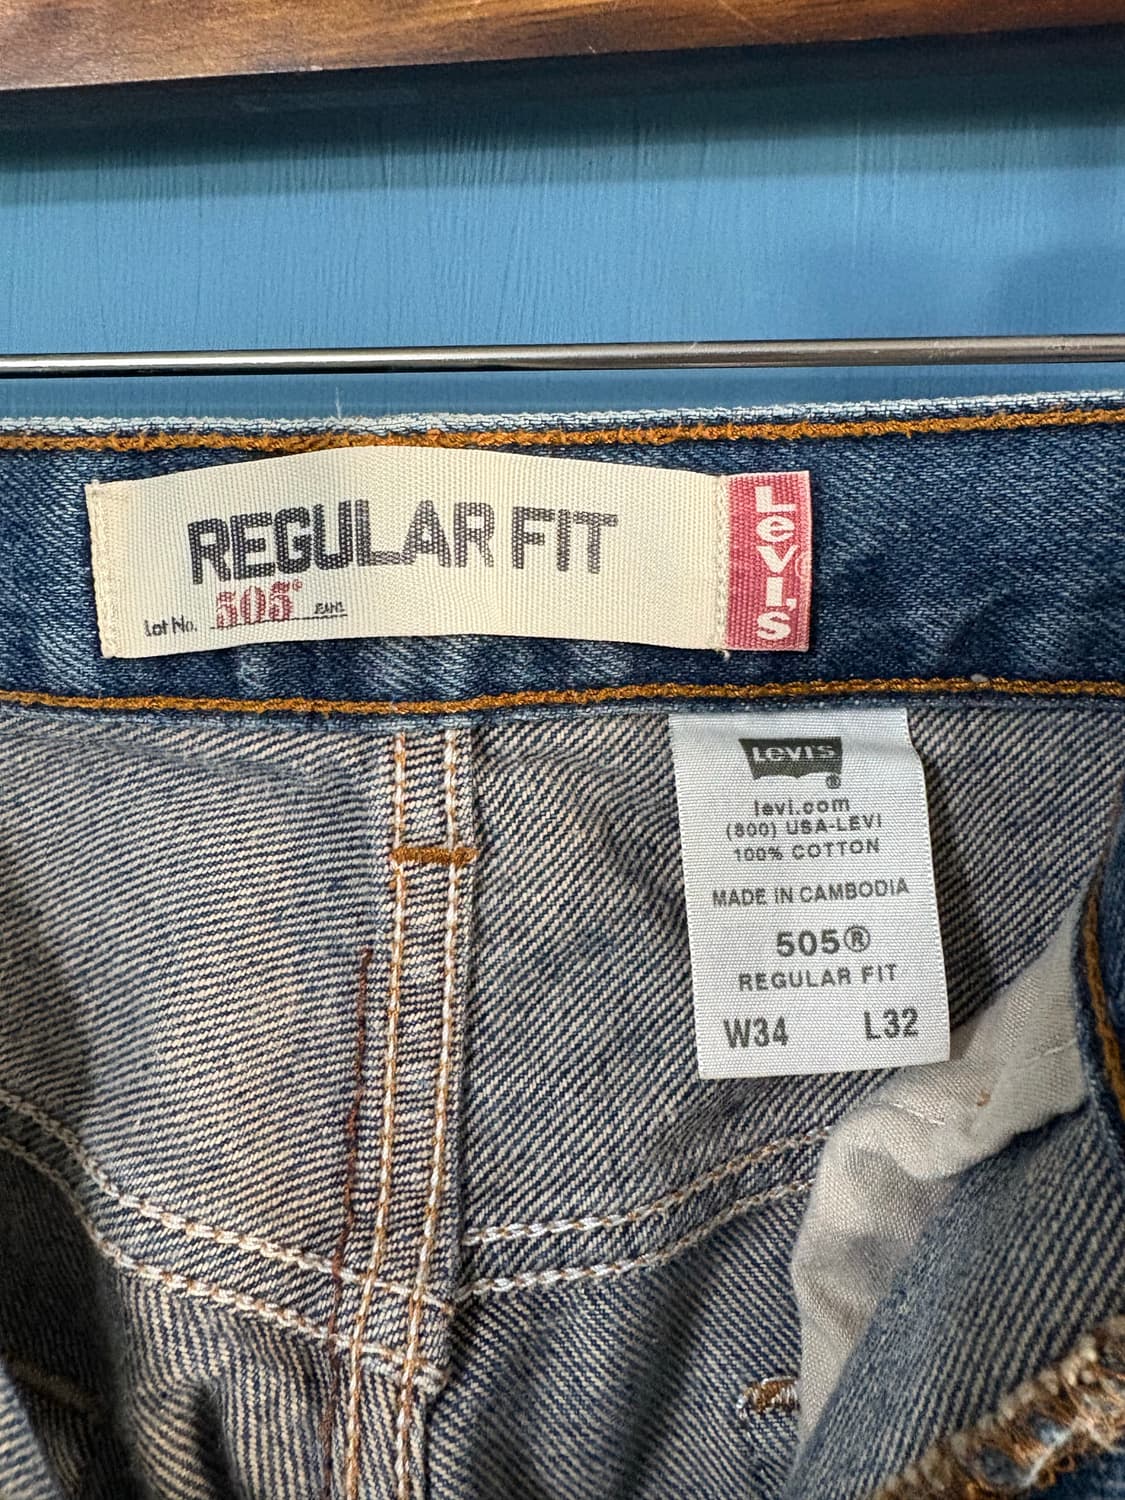 REGULAR FIT
Lot No. 505® JEANS
LeVI'S
LEVI'S
®
levi.com
(800) USA-LEVI
100% COTTON
MADE IN CAMBODIA
505®
REGULAR FIT
W34 L32